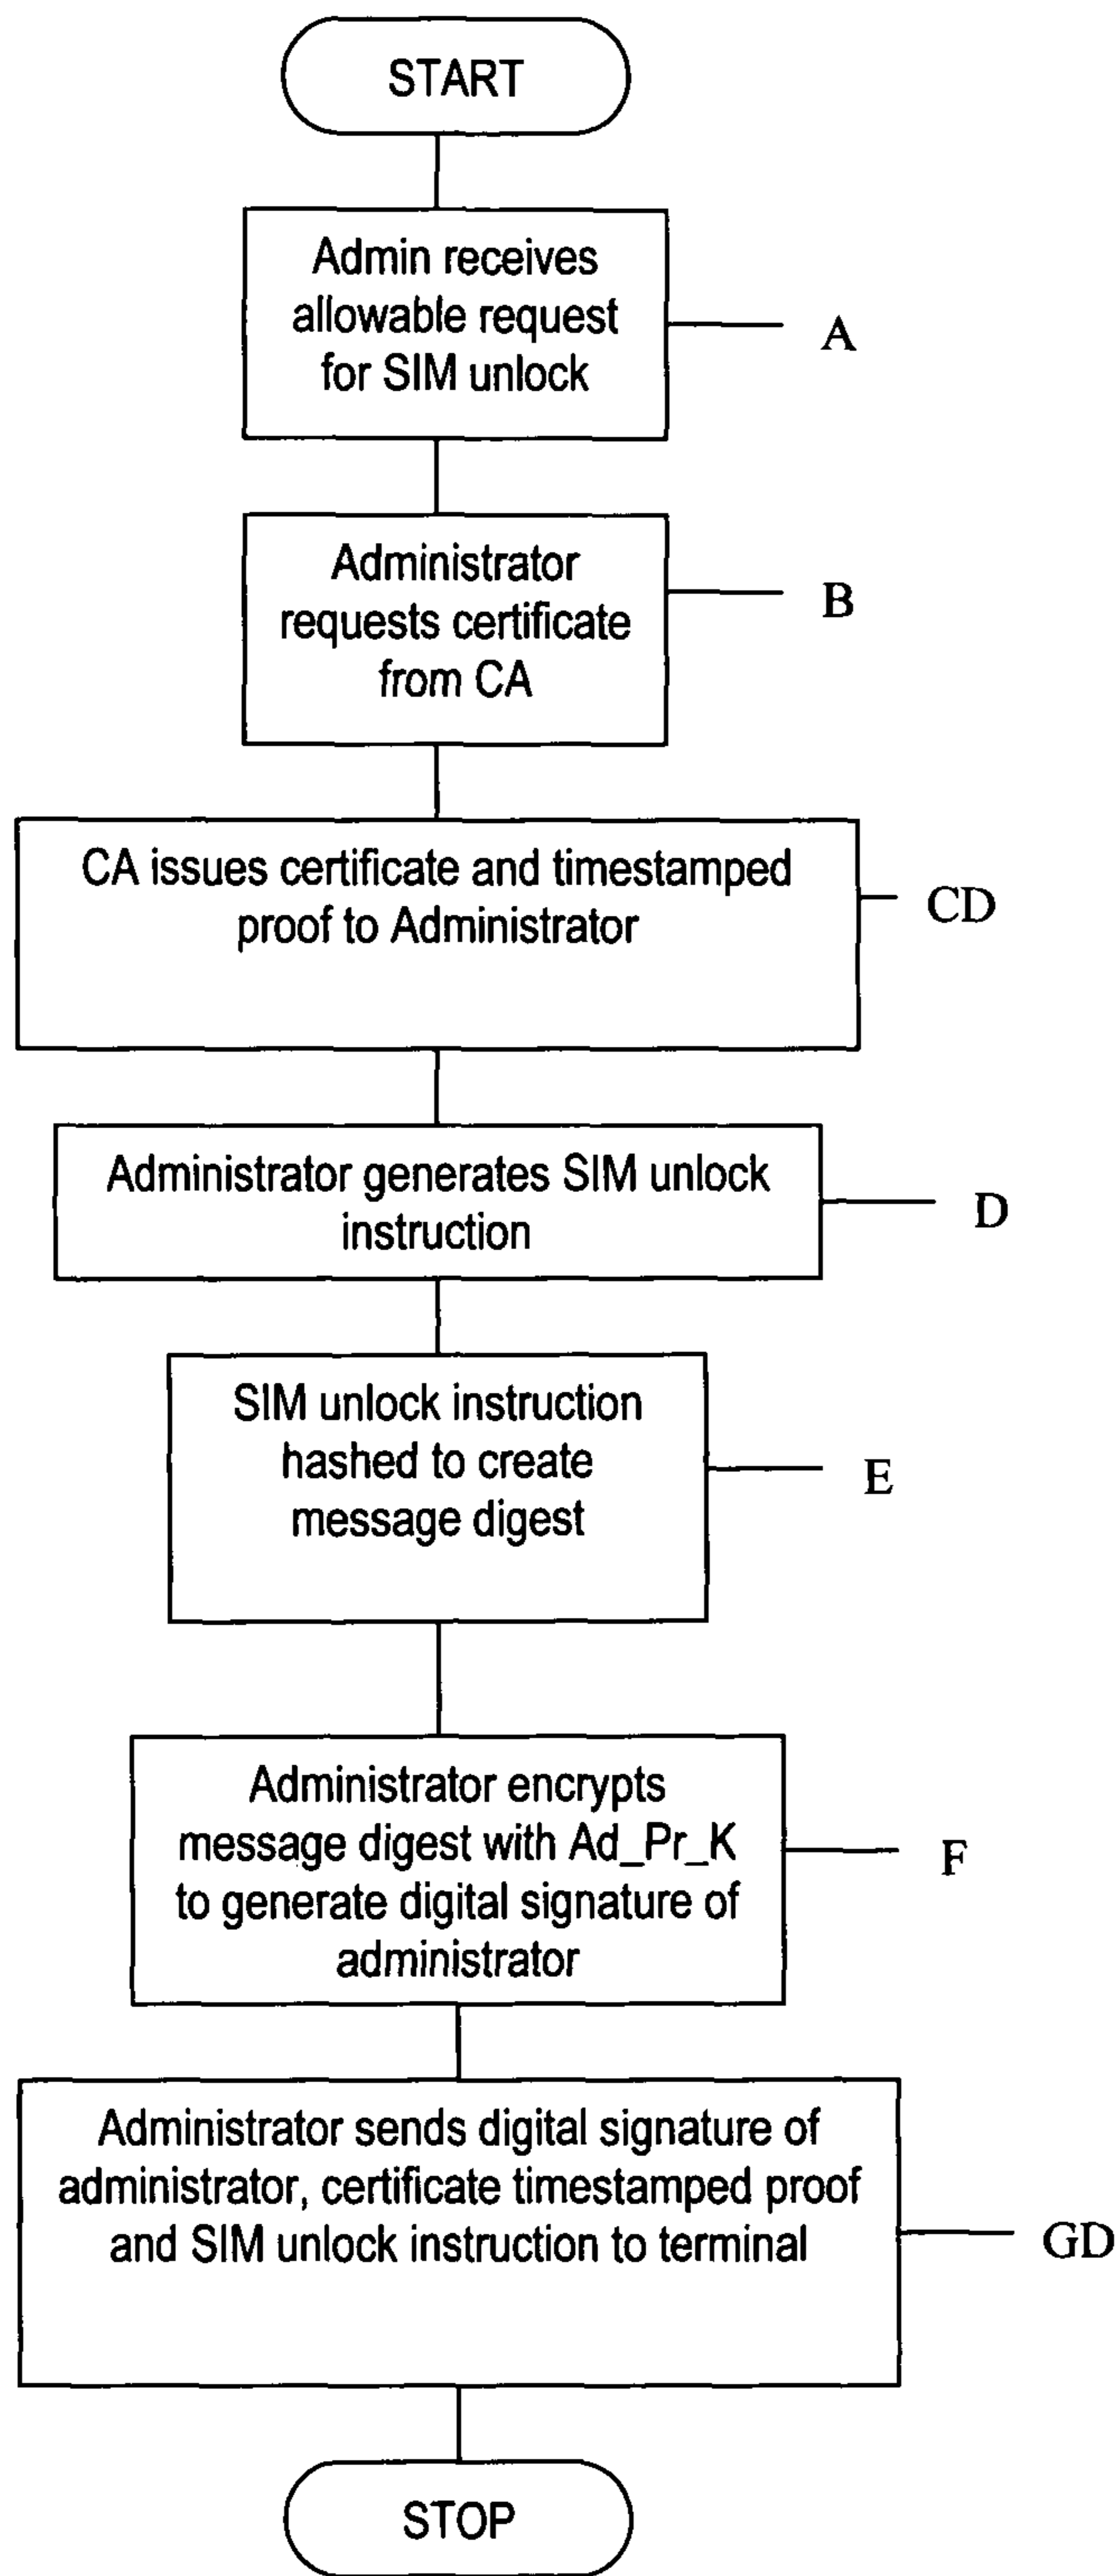 START
Admin receives
allowable request
for SIM unlock
A
Administrator
requests certificate
from CA
B
CA issues certificate and timestamped
proof to Administrator
CD
Administrator generates SIM unlock
instruction
D
SIM unlock instruction
hashed to create
message digest
E
Administrator encrypts
message digest with Ad_Pr_K
to generate digital signature of
administrator
F
Administrator sends digital signature of
administrator, certificate timestamped proof
and SIM unlock instruction to terminal
GD
STOP